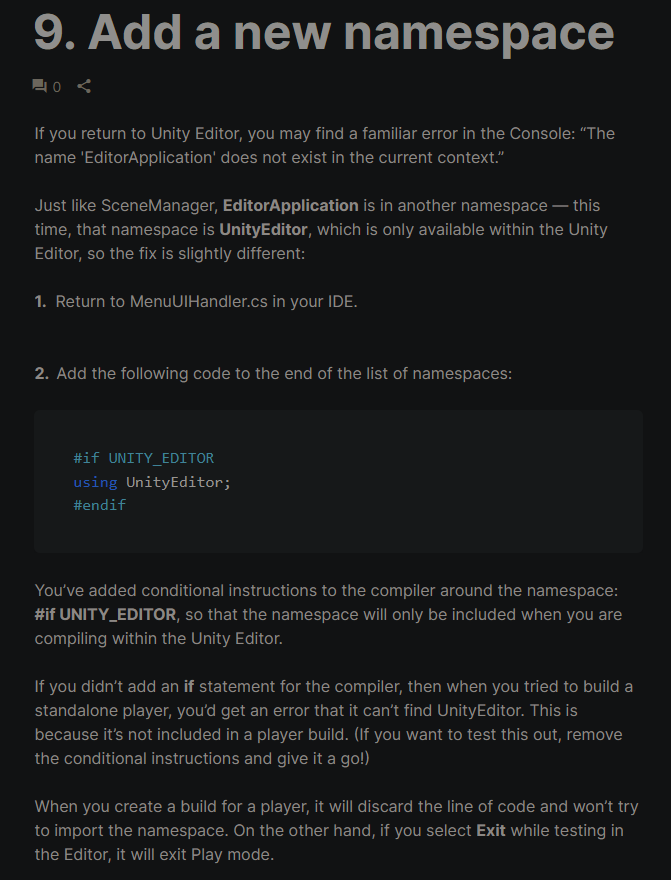 9. Add a new namespace
0
If you return to Unity Editor, you may find a familiar error in the Console: “The
name 'EditorApplication' does not exist in the current context.”
Just like SceneManager, EditorApplication is in another namespace — this
time, that namespace is UnityEditor, which is only available within the Unity
Editor, so the fix is slightly different:
1. Return to MenuUIHandler.cs in your IDE.
2. Add the following code to the end of the list of namespaces:
#if UNITY_EDITOR
using UnityEditor;
#endif
You’ve added conditional instructions to the compiler around the namespace:
#if UNITY_EDITOR, so that the namespace will only be included when you are
compiling within the Unity Editor.
If you didn’t add an if statement for the compiler, then when you tried to build a
standalone player, you’d get an error that it can’t find UnityEditor. This is
because it’s not included in a player build. (If you want to test this out, remove
the conditional instructions and give it a go!)
When you create a build for a player, it will discard the line of code and won’t try
to import the namespace. On the other hand, if you select Exit while testing in
the Editor, it will exit Play mode.